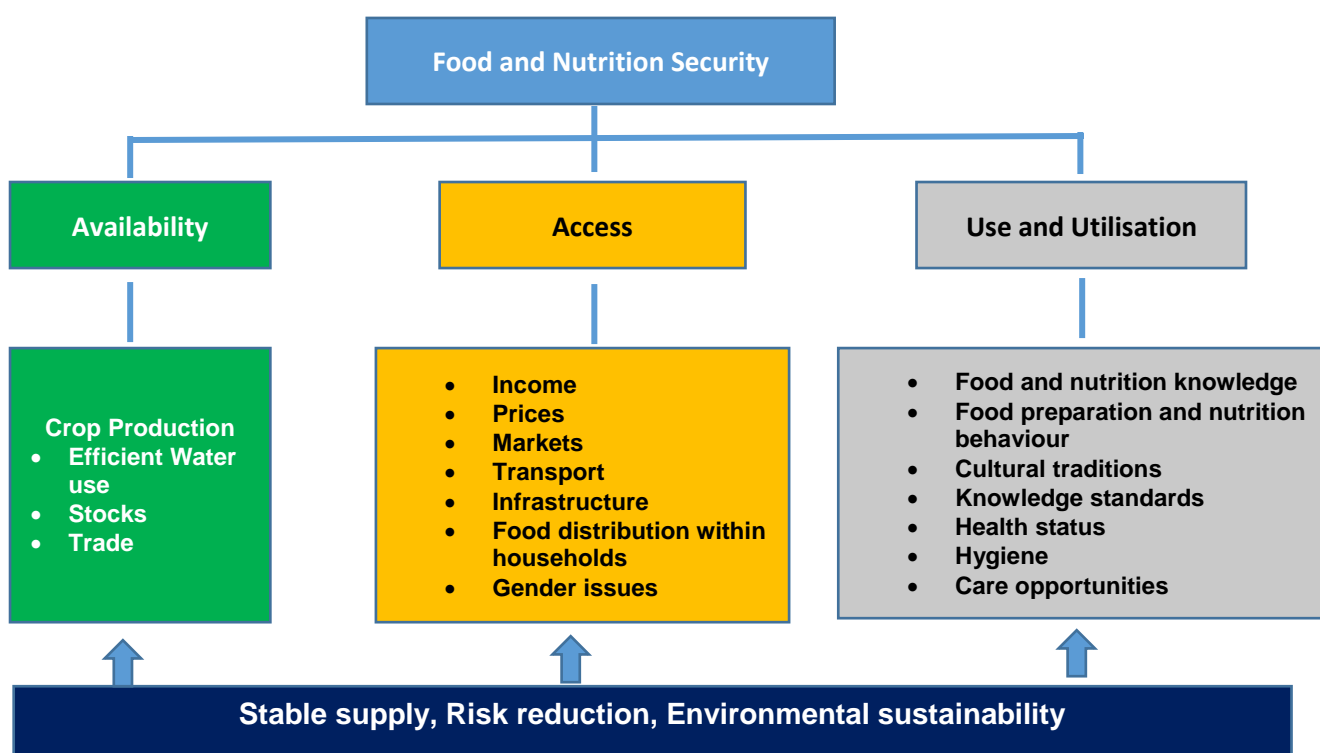 Food and Nutrition Security
Availability
Access
Use and Utilisation
Crop Production
• Efficient Water
use
• Stocks
• Trade
• Income
• Prices
• Markets
• Transport
• Infrastructure
• Food distribution within
households
• Gender issues
• Food and nutrition knowledge
• Food preparation and nutrition
behaviour
• Cultural traditions
• Knowledge standards
• Health status
• Hygiene
• Care opportunities
Stable supply, Risk reduction, Environmental sustainability